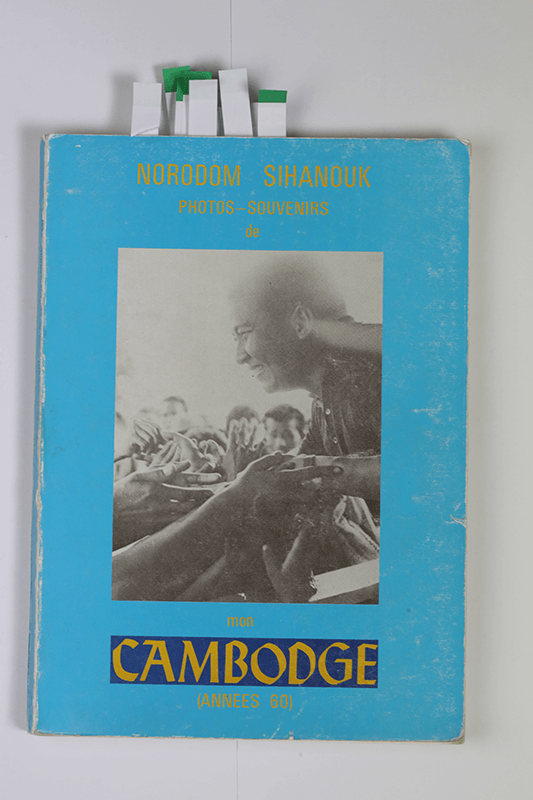 NORODOM SIHANOUK
PHOTOS-SOUVENIRS
de
mon
CAMBODGE
(ANNEES 60)